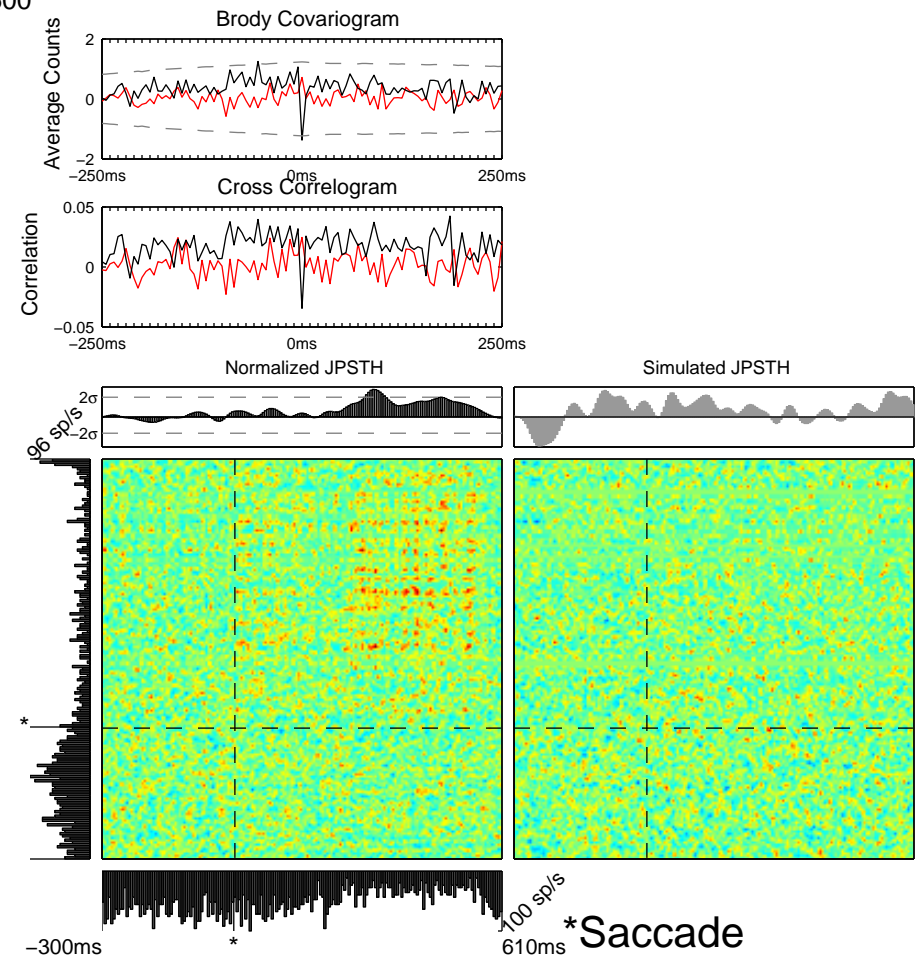 Brody Covariogram
Average Counts
2
0
−2
−250ms 0ms 250ms
Cross Correlogram
Correlation
0.05
0
−0.05
−250ms 0ms 250ms
Normalized JPSTH Simulated JPSTH
2σ
−2σ
96 sp/s
*
100 sp/s
−300ms * 610ms *Saccade